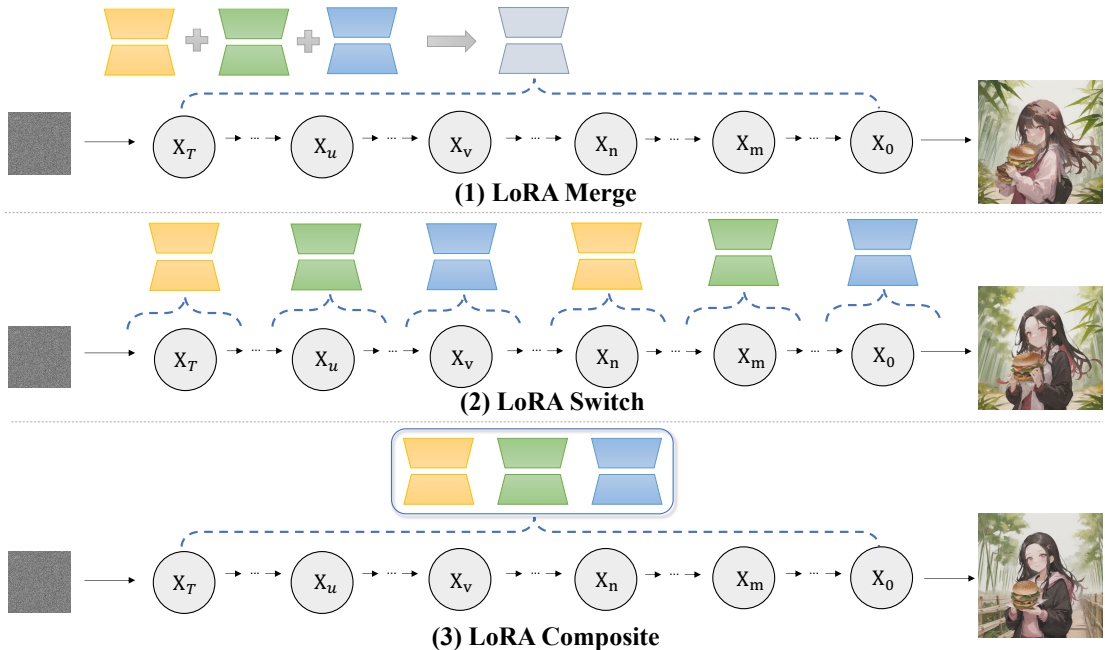 X_T ... X_u ... X_v ... X_n ... X_m ... X_0
(1) LoRA Merge
X_T ... X_u ... X_v ... X_n ... X_m ... X_0
(2) LoRA Switch
X_T ... X_u ... X_v ... X_n ... X_m ... X_0
(3) LoRA Composite